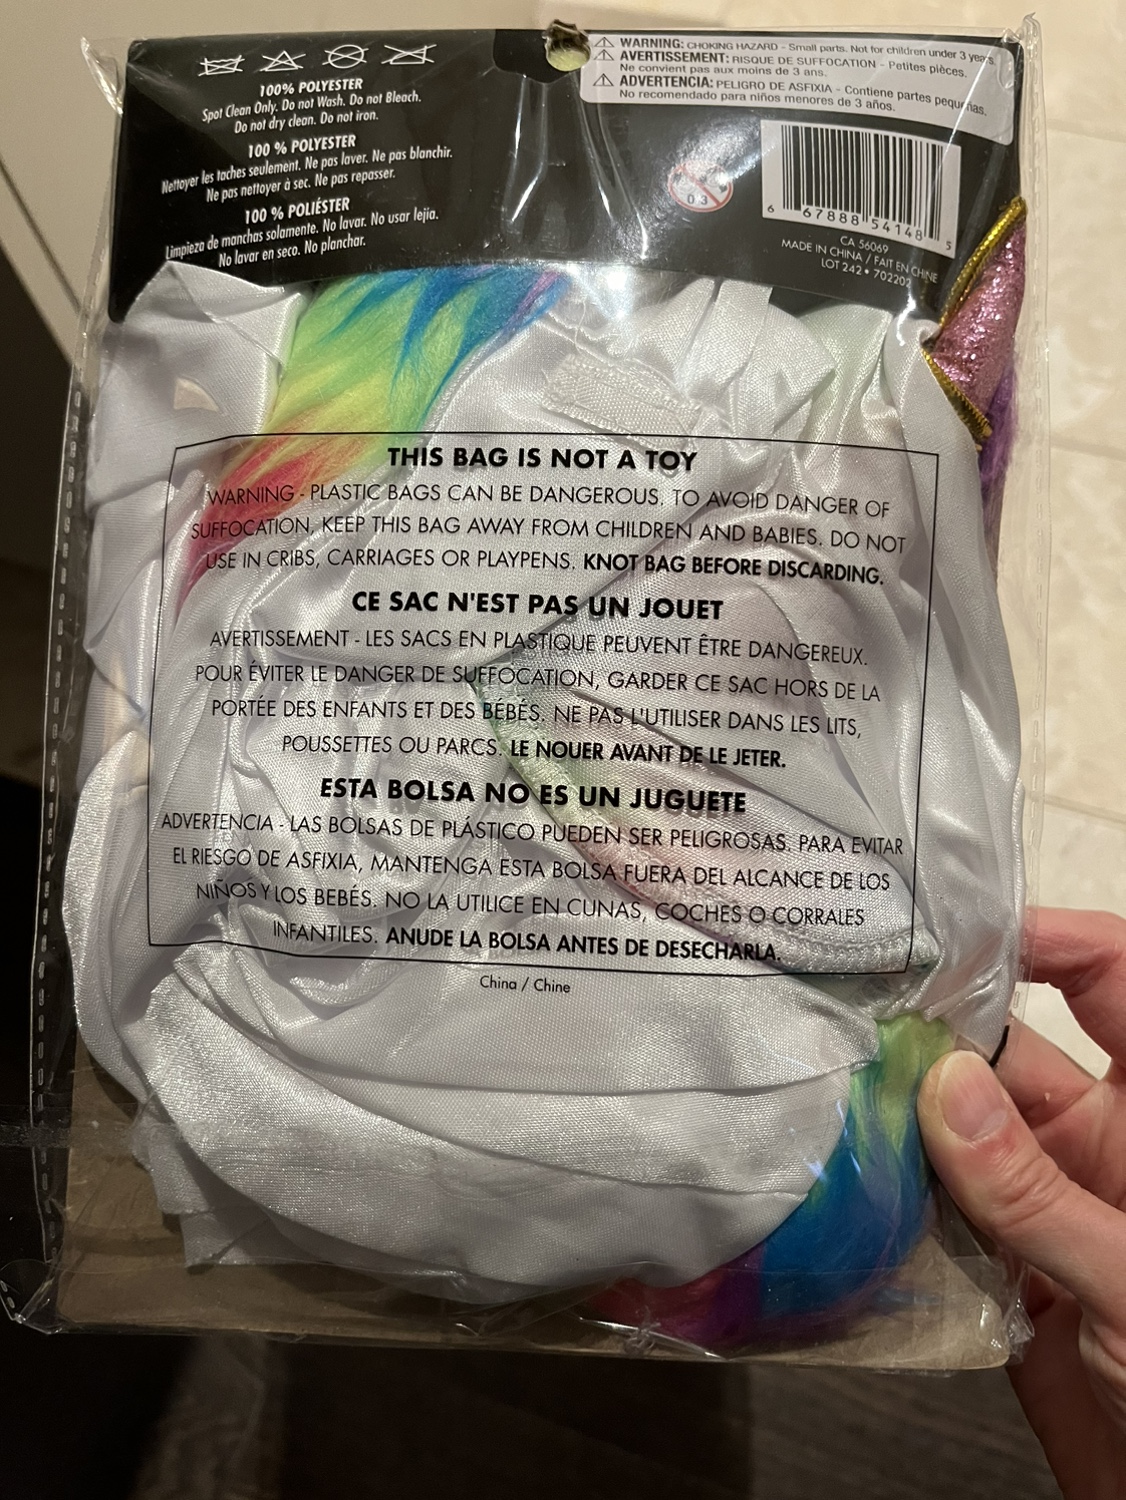 100% POLYESTER
Spot Clean Only. Do not Wash. Do not Bleach.
Do not dry clean. Do not iron.
100 % POLYESTER
Nettoyer les taches seulement. Ne pas laver. Ne pas blanchir.
Ne pas nettoyer à sec. Ne pas repasser.
100 % POLIÉSTER
Limpieza de manchas solamente. No lavar. No usar lejía.
No lavar en seco. No planchar.
WARNING: CHOKING HAZARD - Small parts. Not for children under 3 years.
AVERTISSEMENT: RISQUE DE SUFFOCATION - Petites pièces.
Ne convient pas aux moins de 3 ans.
ADVERTENCIA: PELIGRO DE ASFIXIA - Contiene partes pequeñas.
No recomendado para niños menores de 3 años.
0-3
6 67888 54148 5
CA 56069
MADE IN CHINA / FAIT EN CHINE
LOT 242 • 702202
THIS BAG IS NOT A TOY
WARNING - PLASTIC BAGS CAN BE DANGEROUS. TO AVOID DANGER OF
SUFFOCATION, KEEP THIS BAG AWAY FROM CHILDREN AND BABIES. DO NOT
USE IN CRIBS, CARRIAGES OR PLAYPENS. KNOT BAG BEFORE DISCARDING.
CE SAC N'EST PAS UN JOUET
AVERTISSEMENT - LES SACS EN PLASTIQUE PEUVENT ÊTRE DANGEREUX.
POUR ÉVITER LE DANGER DE SUFFOCATION, GARDER CE SAC HORS DE LA
PORTÉE DES ENFANTS ET DES BÉBÉS. NE PAS L'UTILISER DANS LES LITS,
POUSSETTES OU PARCS. LE NOUER AVANT DE LE JETER.
ESTA BOLSA NO ES UN JUGUETE
ADVERTENCIA - LAS BOLSAS DE PLÁSTICO PUEDEN SER PELIGROSAS. PARA EVITAR
EL RIESGO DE ASFIXIA, MANTENGA ESTA BOLSA FUERA DEL ALCANCE DE LOS
NIÑOS Y LOS BEBÉS. NO LA UTILICE EN CUNAS, COCHES O CORRALES
INFANTILES. ANUDE LA BOLSA ANTES DE DESECHARLA.
China / Chine